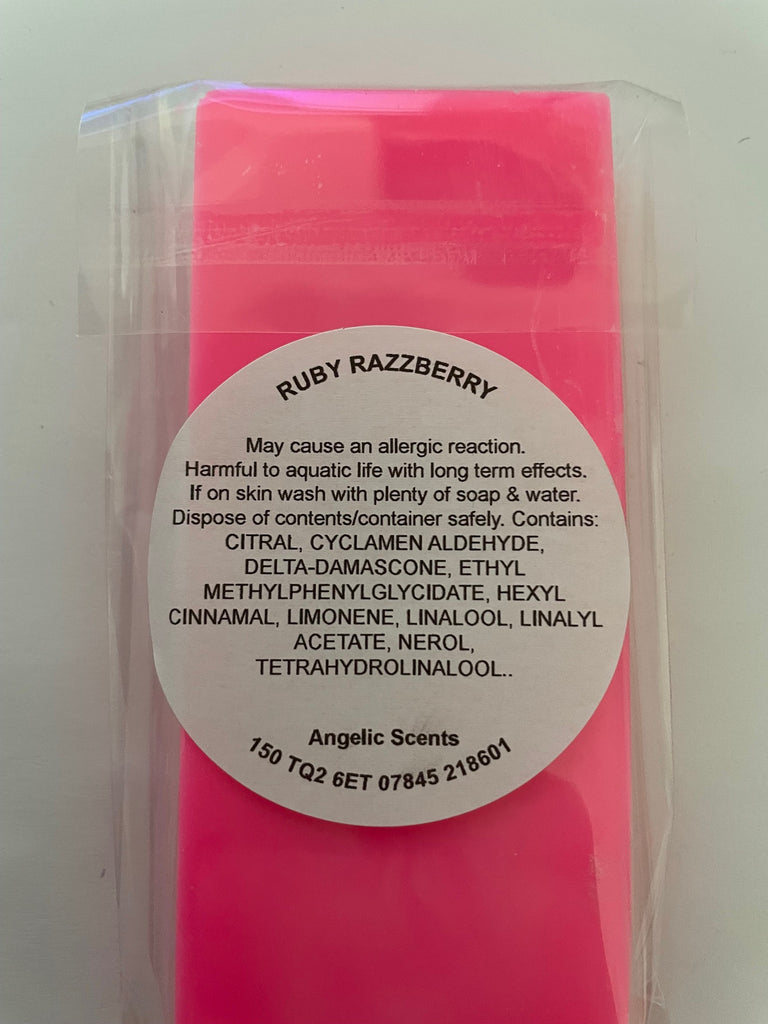 RUBY RAZZBERRY
May cause an allergic reaction.
Harmful to aquatic life with long term effects.
If on skin wash with plenty of soap & water.
Dispose of contents/container safely. Contains:
CITRAL, CYCLAMEN ALDEHYDE,
DELTA-DAMASCONE, ETHYL
METHYLPHENYLGLYCIDATE, HEXYL
CINNAMAL, LIMONENE, LINALOOL, LINALYL
ACETATE, NEROL,
TETRAHYDROLINALOOL..
Angelic Scents
150 TQ2 6ET 07845 218601